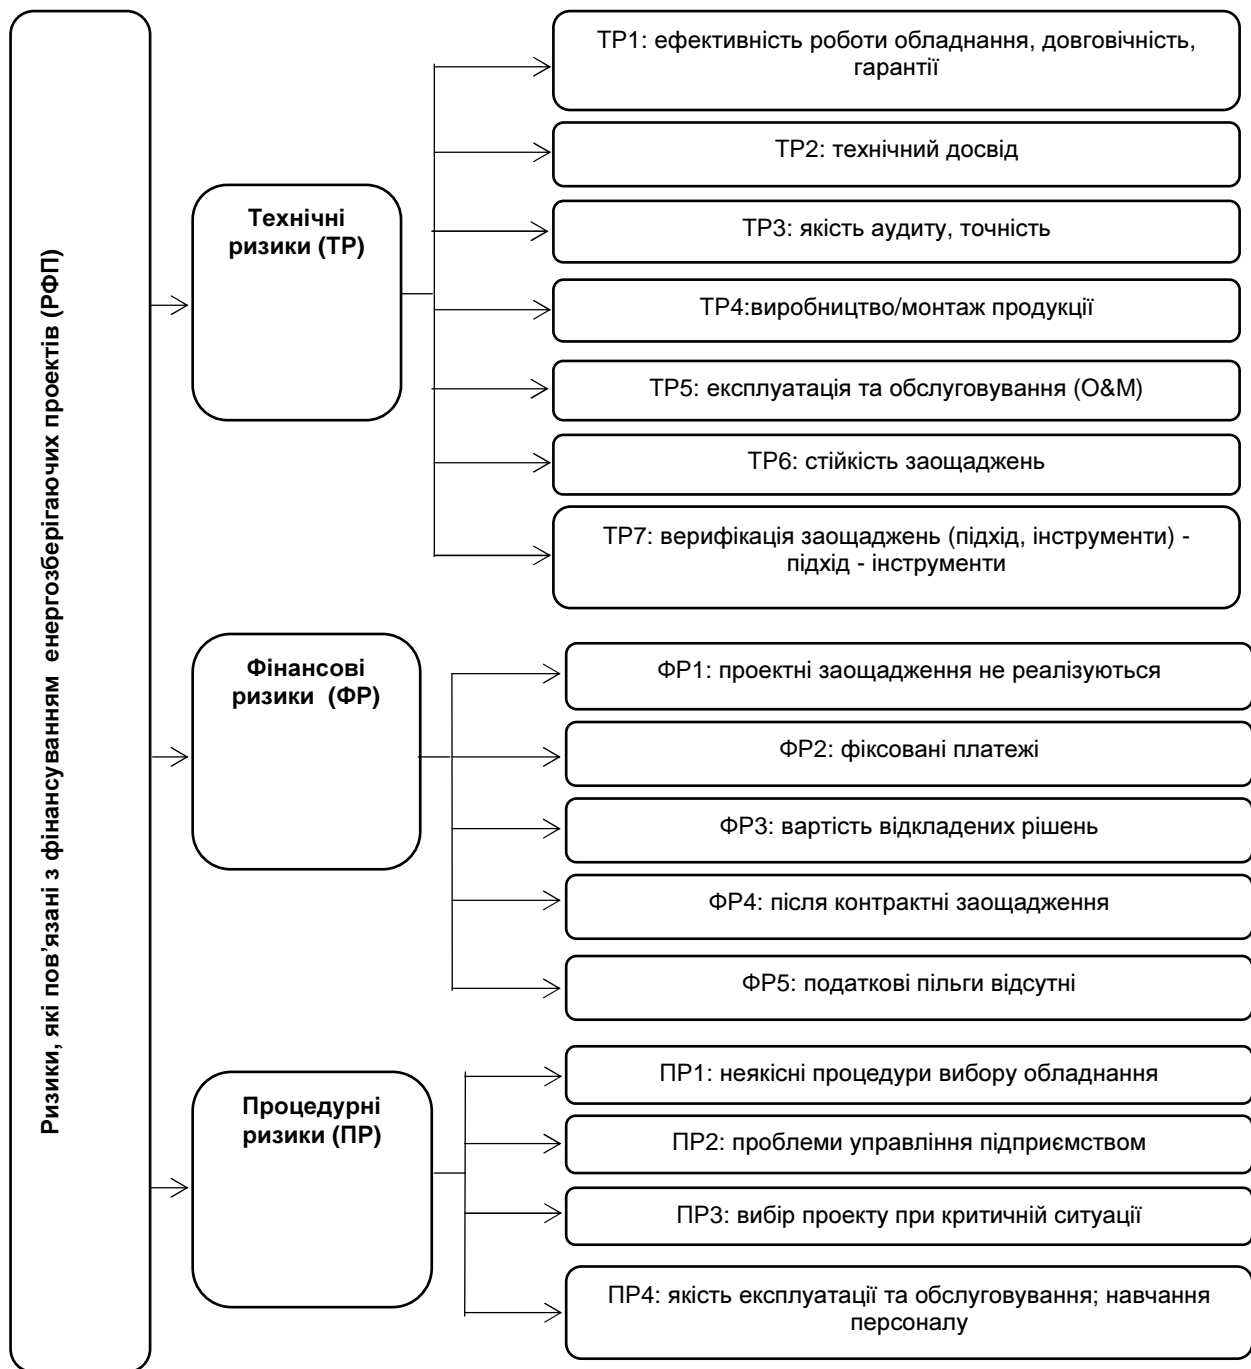 Ризики, які пов’язані з фінансуванням енергозберігаючих проектів (РФП)
Технічні
ризики (ТР)
ТР1: ефективність роботи обладнання, довговічність,
гарантії
ТР2: технічний досвід
ТР3: якість аудиту, точність
ТР4:виробництво/монтаж продукції
ТР5: експлуатація та обслуговування (О&М)
ТР6: стійкість заощаджень
ТР7: верифікація заощаджень (підхід, інструменти) -
підхід - інструменти
Фінансові
ризики (ФР)
ФР1: проектні заощадження не реалізуються
ФР2: фіксовані платежі
ФР3: вартість відкладених рішень
ФР4: після контрактні заощадження
ФР5: податкові пільги відсутні
Процедурні
ризики (ПР)
ПР1: неякісні процедури вибору обладнання
ПР2: проблеми управління підприємством
ПР3: вибір проекту при критичній ситуації
ПР4: якість експлуатації та обслуговування; навчання
персоналу